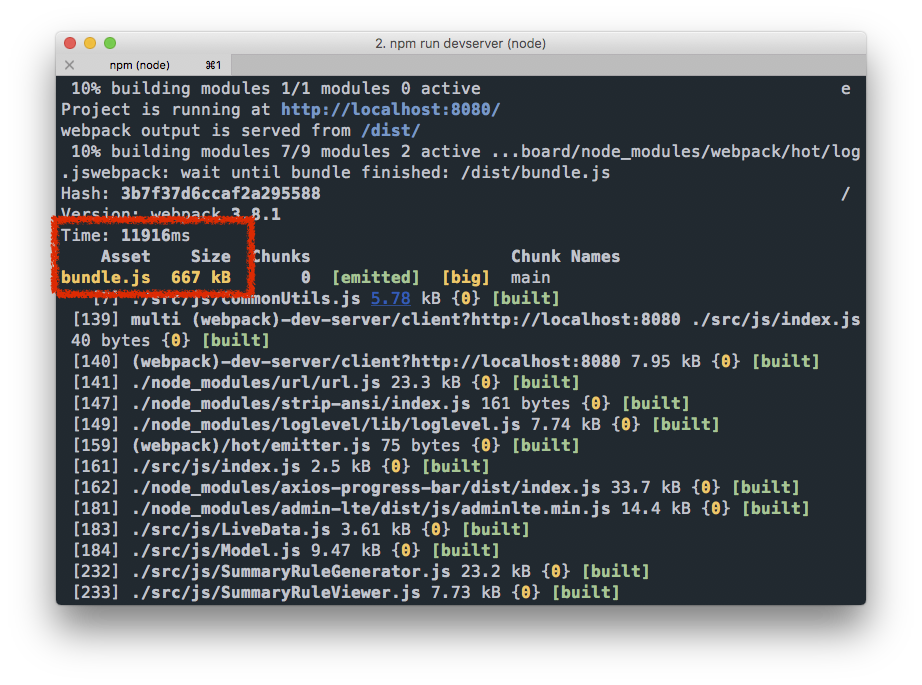 2. npm run devserver (node)
npm (node) ⌘1
10% building modules 1/1 modules 0 active e
Project is running at http://localhost:8080/
webpack output is served from /dist/
10% building modules 7/9 modules 2 active ...board/node_modules/webpack/hot/log
.jswebpack: wait until bundle finished: /dist/bundle.js
Hash: 3b7f37d6ccaf2a295588 /
Version: webpack 3.8.1
Time: 11916ms
Asset Size Chunks Chunk Names
bundle.js 667 kB 0 [emitted] [big] main
[7] ./src/js/CommonUtils.js 5.78 kB {0} [built]
[139] multi (webpack)-dev-server/client?http://localhost:8080 ./src/js/index.js
40 bytes {0} [built]
[140] (webpack)-dev-server/client?http://localhost:8080 7.95 kB {0} [built]
[141] ./node_modules/url/url.js 23.3 kB {0} [built]
[147] ./node_modules/strip-ansi/index.js 161 bytes {0} [built]
[149] ./node_modules/loglevel/lib/loglevel.js 7.74 kB {0} [built]
[159] (webpack)/hot/emitter.js 75 bytes {0} [built]
[161] ./src/js/index.js 2.5 kB {0} [built]
[162] ./node_modules/axios-progress-bar/dist/index.js 33.7 kB {0} [built]
[181] ./node_modules/admin-lte/dist/js/adminlte.min.js 14.4 kB {0} [built]
[183] ./src/js/LiveData.js 3.61 kB {0} [built]
[184] ./src/js/Model.js 9.47 kB {0} [built]
[232] ./src/js/SummaryRuleGenerator.js 23.2 kB {0} [built]
[233] ./src/js/SummaryRuleViewer.js 7.73 kB {0} [built]